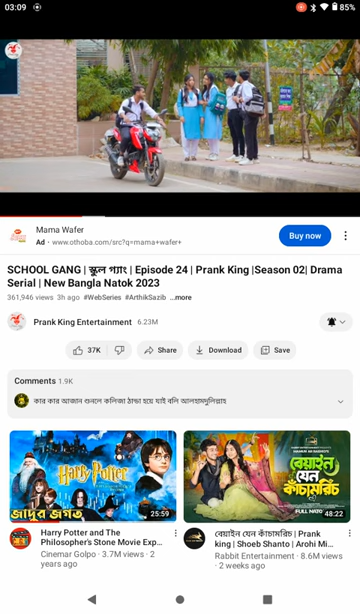 03:09
85%
Mama Wafer
Buy now
Ad · www.othoba.com/src?q=mama+wafer+
SCHOOL GANG | স্কুল গ্যাং | Episode 24 | Prank King |Season 02| Drama
Serial | New Bangla Natok 2023
361,946 views 3h ago #WebSeries #ArthikSazib ...more
Prank King Entertainment 6.23M
37K
Share
Download
Save
Comments 1.9K
কার কার আজান শুনলে কলিজা ঠান্ডা হয়ে যাই বলি আলহামদুলিল্লাহ
Harry Potter
জাদুর জগত
25:59
বেয়াইন
যেন
কাঁচামরিচ
48:22
Harry Potter and The
Philosopher's Stone Movie Exp...
Cinemar Golpo · 3.7M views · 2
years ago
বেয়াইন যেন কাঁচামরিচ | Prank
king | Shoeb Shanto | Arohi Mi...
Rabbit Entertainment · 8.6M views
· 2 weeks ago